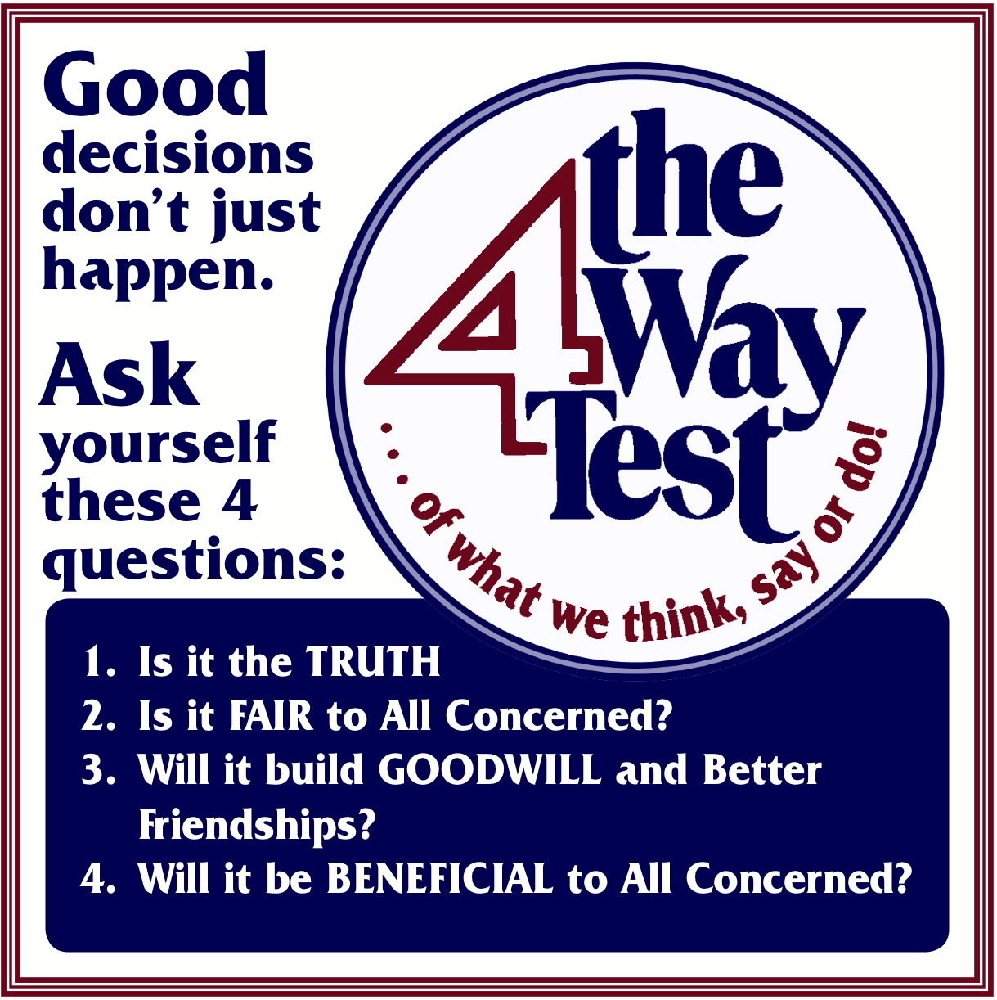 Good
decisions
don’t just
happen.
Ask
yourself
these 4
questions:
the
4 Way
Test
. . . of what we think, say or do!
1. Is it the TRUTH
2. Is it FAIR to All Concerned?
3. Will it build GOODWILL and Better
Friendships?
4. Will it be BENEFICIAL to All Concerned?